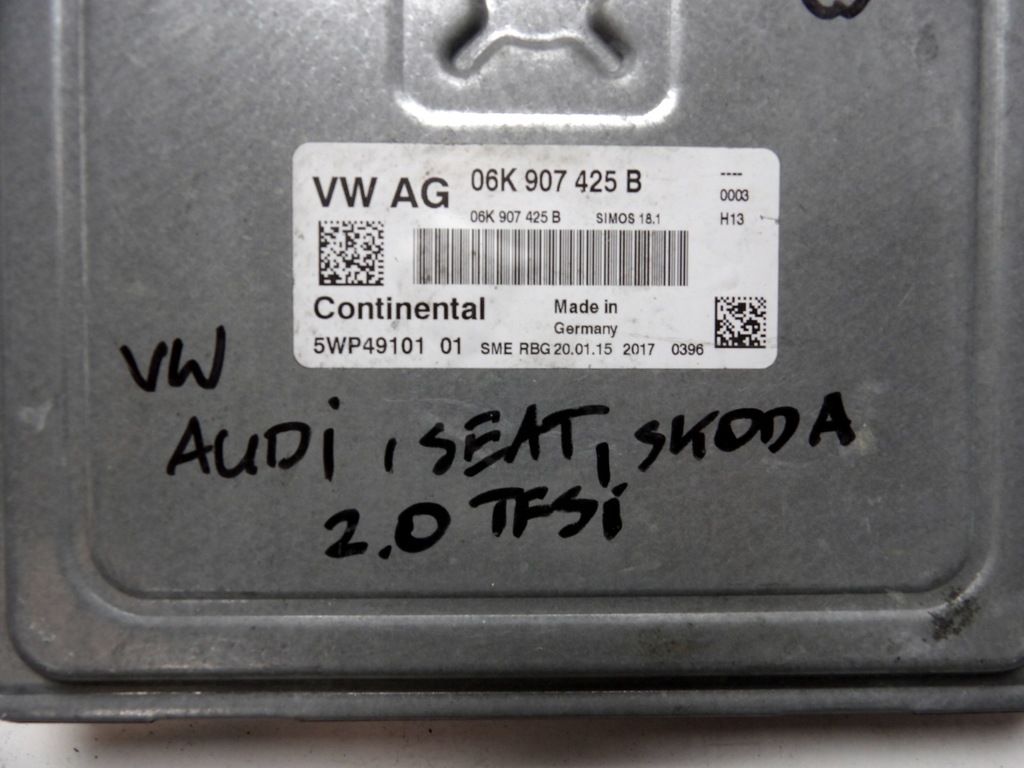 VW AG 06K 907 425 B ----
0003
06K 907 425 B SIMOS 18.1 H13
Continental Made in
Germany
5WP49101 01 SME RBG 20.01.15 2017 0396
VW
AUDi , SEAT, SKODA
2.0 TFSi